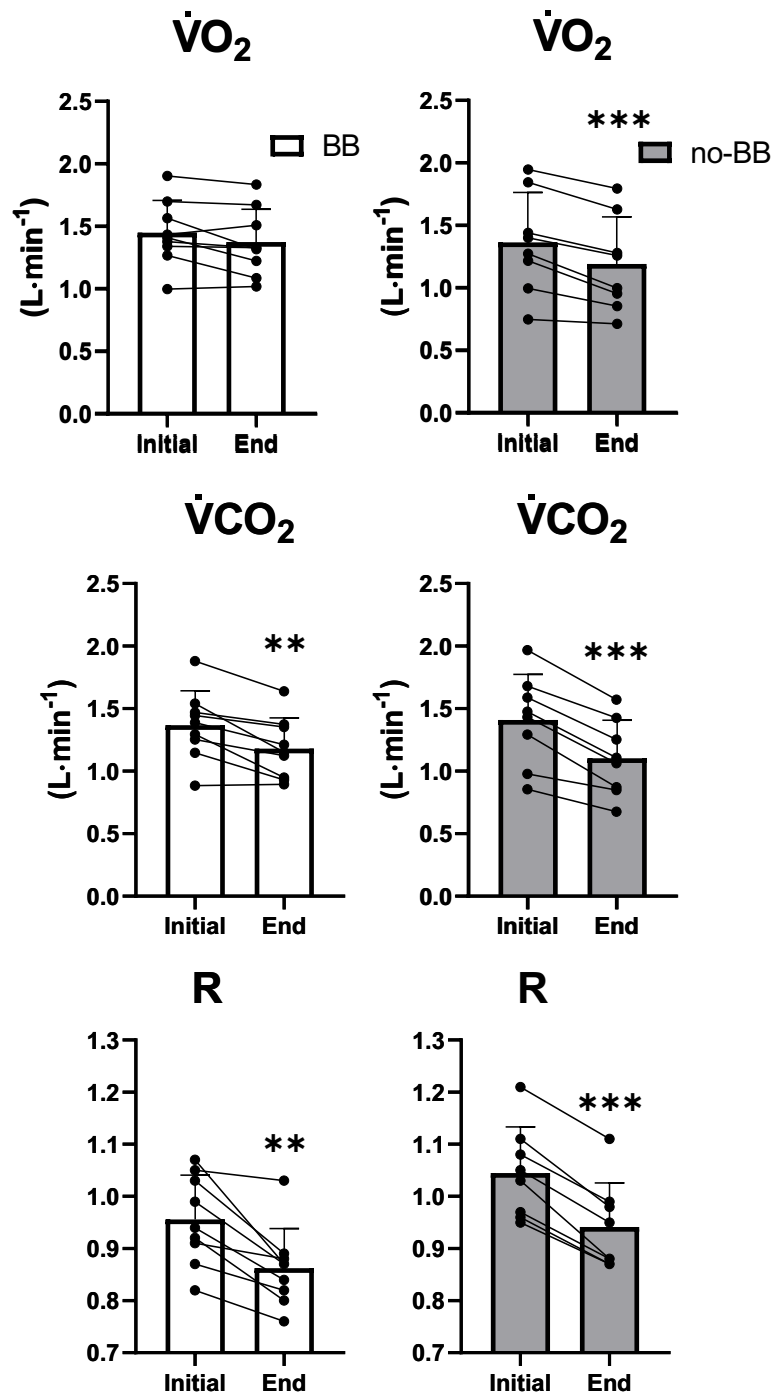 V̇O₂
2.5
2.0
1.5
1.0
0.5
0.0
(L·min⁻¹)
BB
Initial End
V̇O₂
2.5
2.0
1.5
1.0
0.5
0.0
(L·min⁻¹)
***
no-BB
Initial End
V̇CO₂
2.5
2.0
1.5
1.0
0.5
0.0
(L·min⁻¹)
**
Initial End
V̇CO₂
2.5
2.0
1.5
1.0
0.5
0.0
(L·min⁻¹)
***
Initial End
R
1.3
1.2
1.1
1.0
0.9
0.8
0.7
**
Initial End
R
1.3
1.2
1.1
1.0
0.9
0.8
0.7
***
Initial End